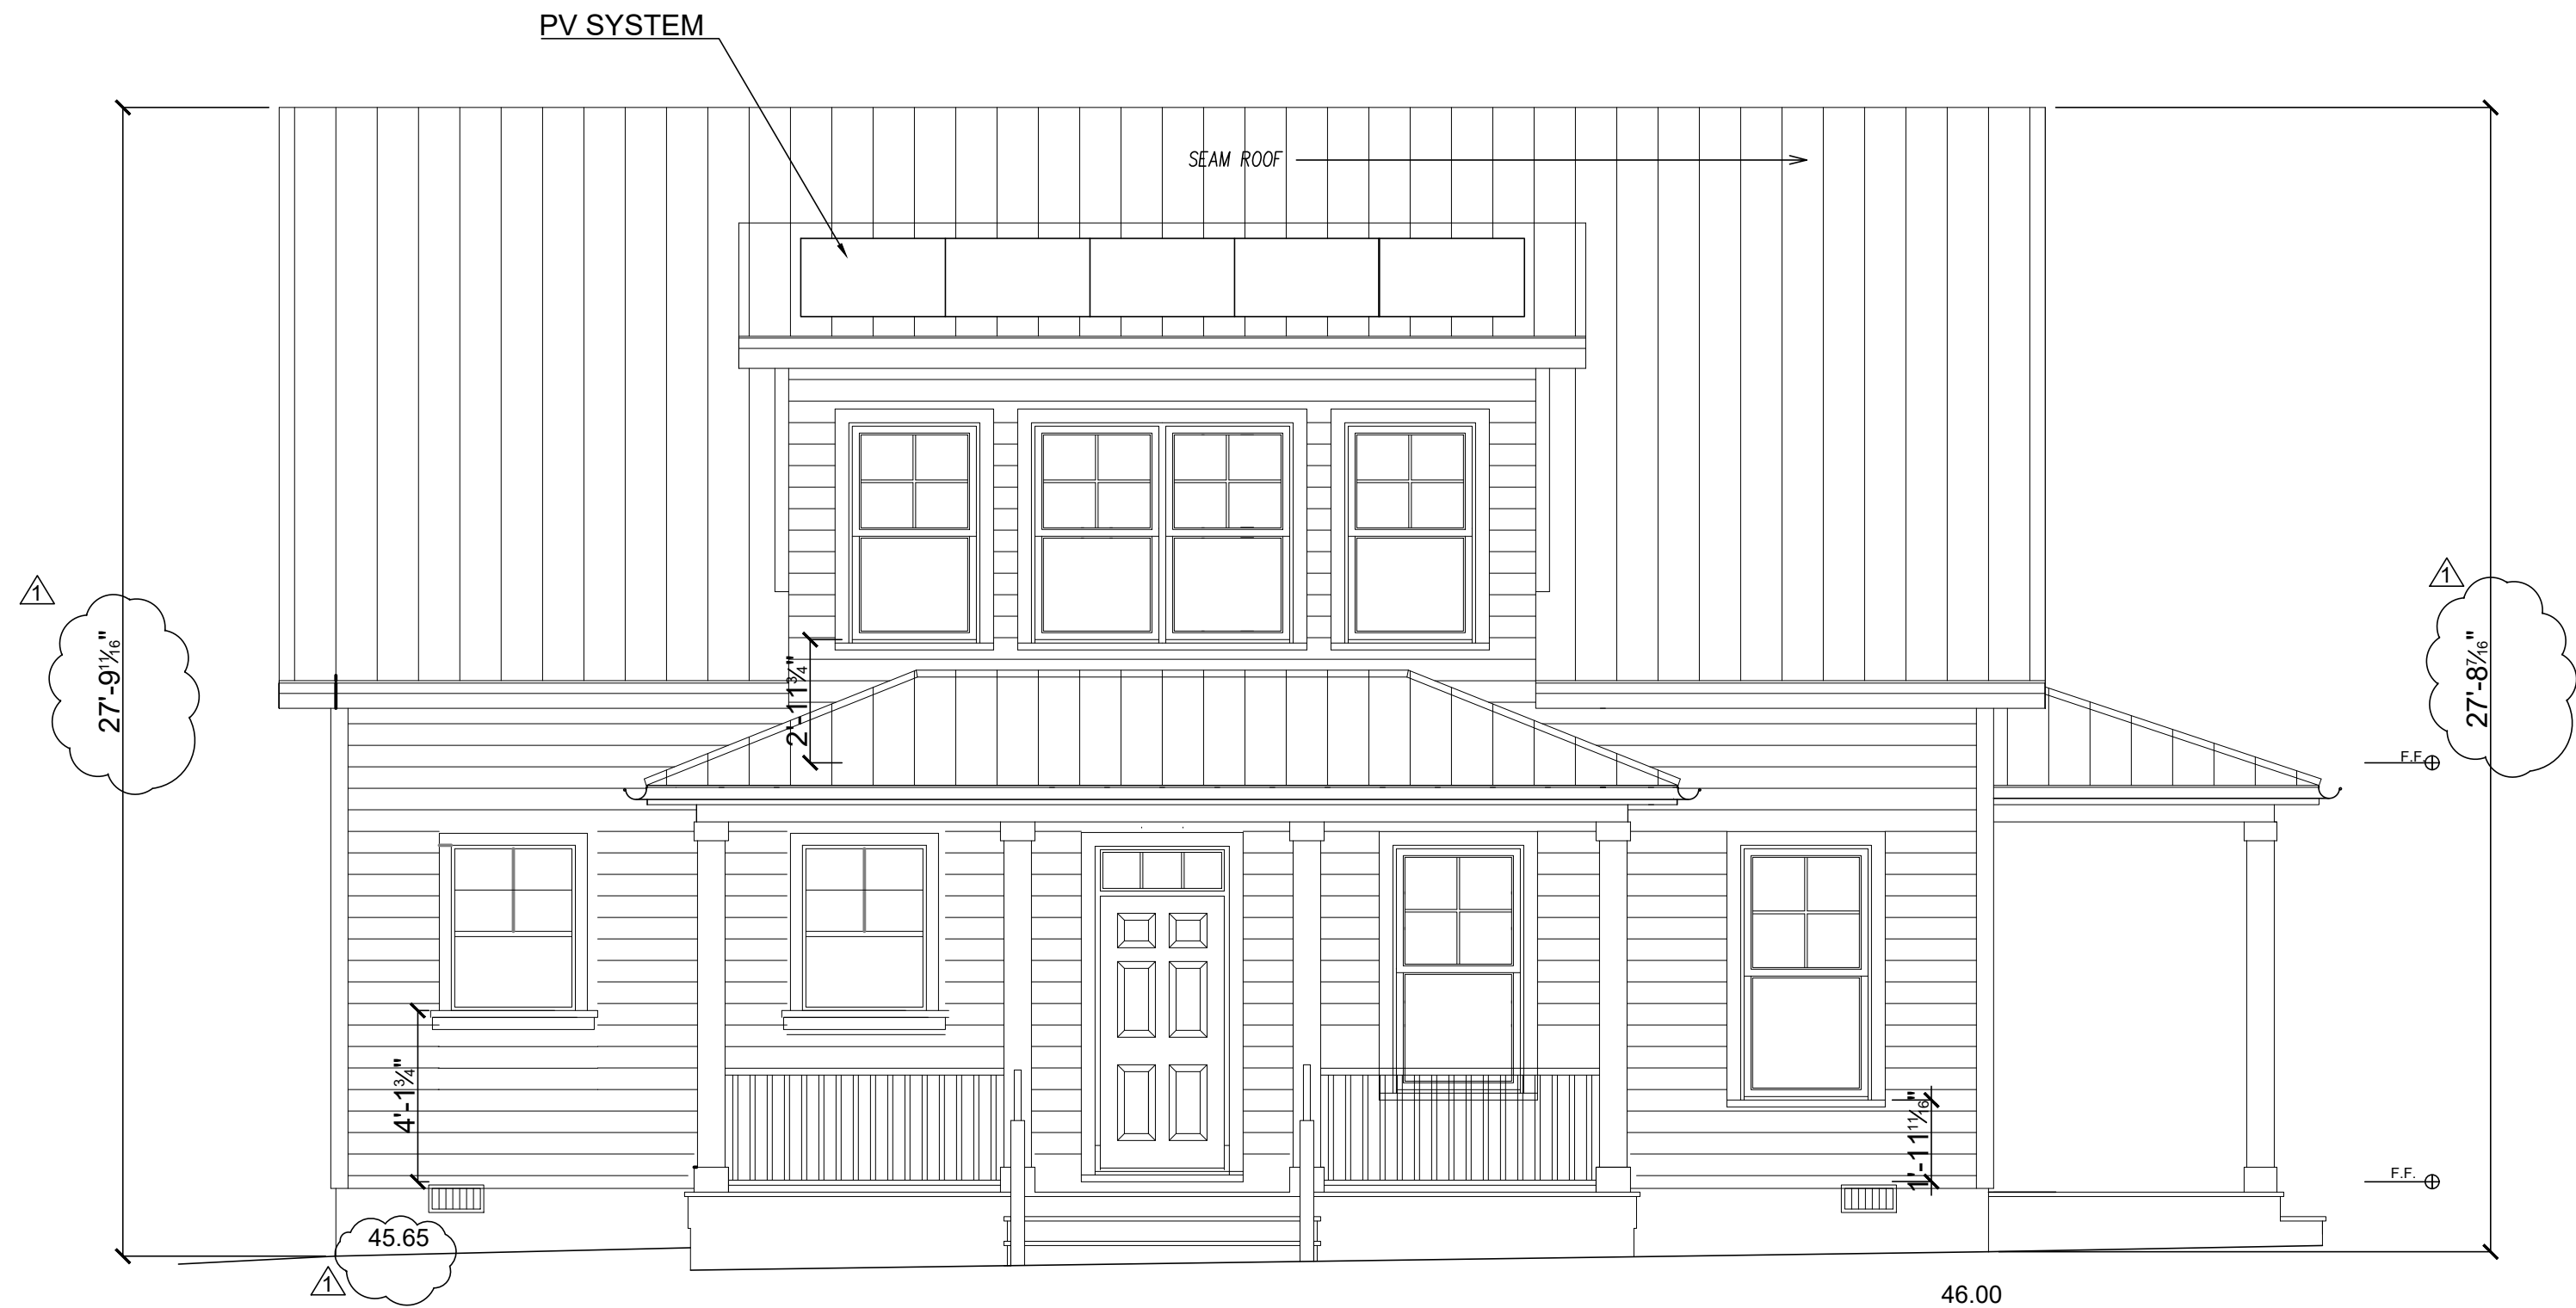 PV SYSTEM
SEAM ROOF
1
1
27'-9 11/16"
27'-8 7/16"
2'-11 3/4"
F.F.
4'-1 3/4"
1'-11 11/16"
F.F.
45.65
1
46.00